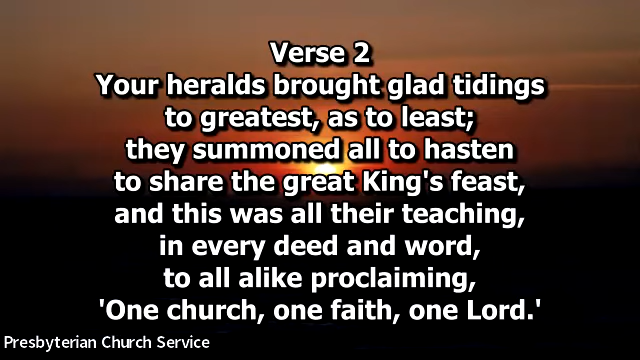 Verse 2
Your heralds brought glad tidings
to greatest, as to least;
they summoned all to hasten
to share the great King's feast,
and this was all their teaching,
in every deed and word,
to all alike proclaiming,
'One church, one faith, one Lord.'
Presbyterian Church Service